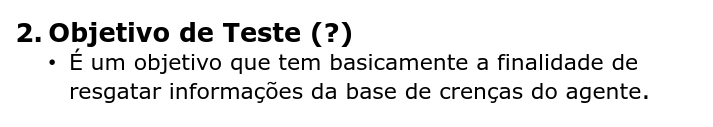 2. Objetivo de Teste (?)
• É um objetivo que tem basicamente a finalidade de
resgatar informações da base de crenças do agente.